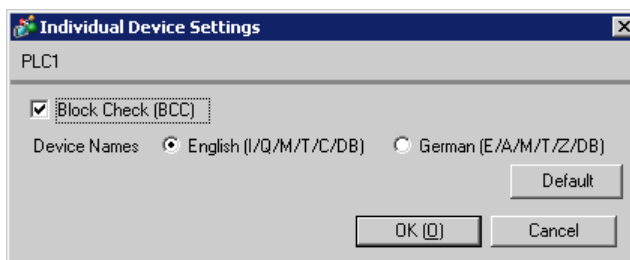 Individual Device Settings
PLC1
Block Check (BCC)
Device Names English (I/Q/M/T/C/DB) German (E/A/M/T/Z/DB)
Default
OK (O) Cancel